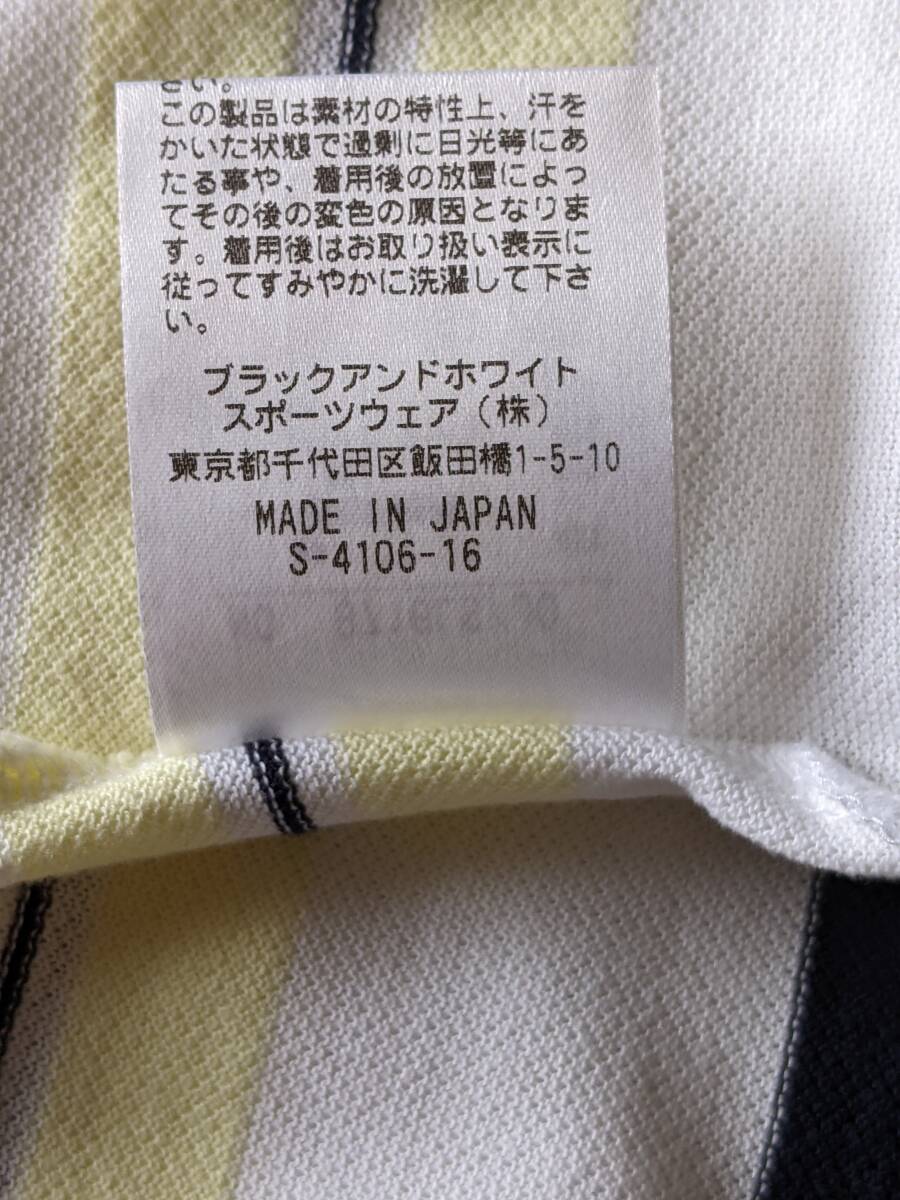 さい。
この製品は素材の特性上、汗を
かいた状態で過剰に日光等にあ
たる事や、着用後の放置によっ
てその後の変色の原因となりま
す。着用後はお取り扱い表示に
従ってすみやかに洗濯して下さ
い。
ブラックアンドホワイト
スポーツウェア（株）
東京都千代田区飯田橋1-5-10
MADE IN JAPAN
S-4106-16